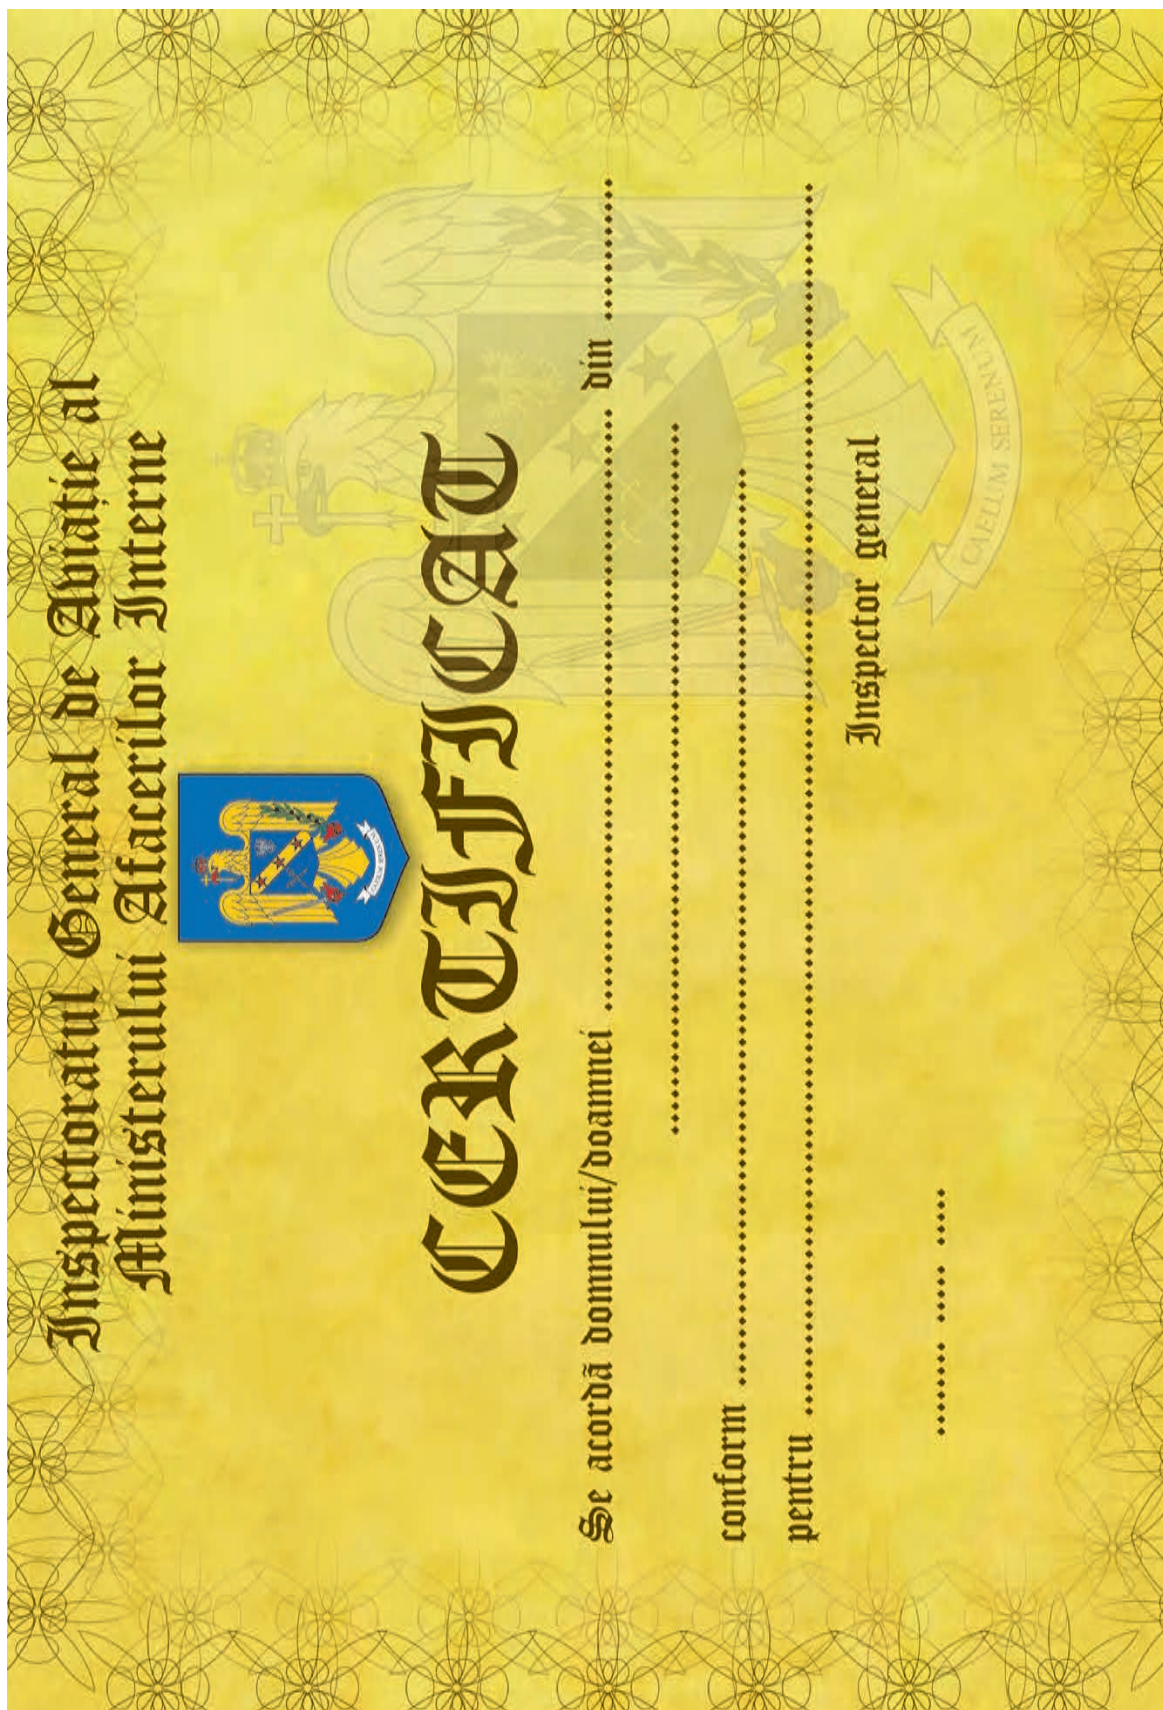 Inspectoratul General de Aviație al
Ministerului Afacerilor Interne
CERTIFICAT
Se acordă domnului/doamnei ........................................ din ..........
........................................
conform ........................................
pentru ........................................
Inspector general
....... ..... .....
CAELUM SERENUM